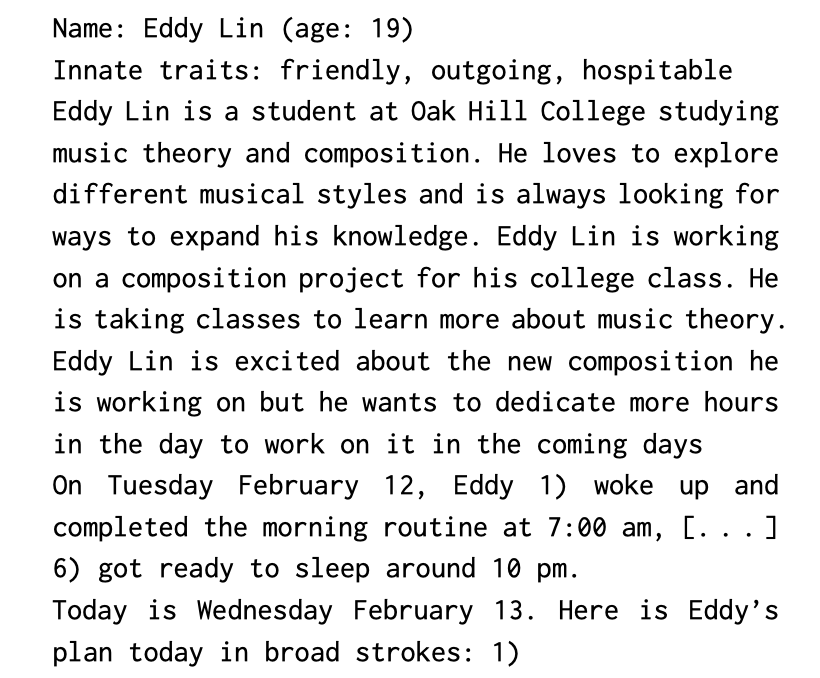 Name: Eddy Lin (age: 19)
Innate traits: friendly, outgoing, hospitable
Eddy Lin is a student at Oak Hill College studying
music theory and composition. He loves to explore
different musical styles and is always looking for
ways to expand his knowledge. Eddy Lin is working
on a composition project for his college class. He
is taking classes to learn more about music theory.
Eddy Lin is excited about the new composition he
is working on but he wants to dedicate more hours
in the day to work on it in the coming days
On Tuesday February 12, Eddy 1) woke up and
completed the morning routine at 7:00 am, [. . . ]
6) got ready to sleep around 10 pm.
Today is Wednesday February 13. Here is Eddy’s
plan today in broad strokes: 1)